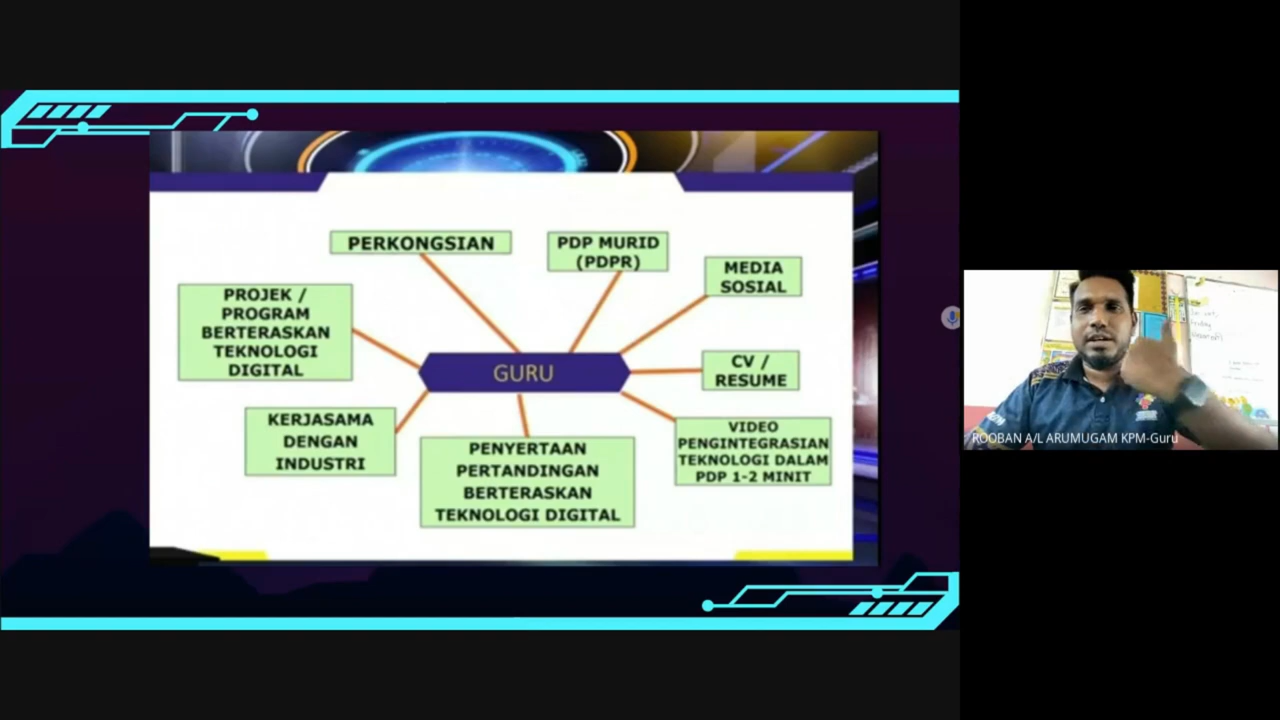 PERKONGSIAN
PDP MURID
(PDPR)
MEDIA
SOSIAL
PROJEK /
PROGRAM
BERTERASKAN
TEKNOLOGI
DIGITAL
GURU
CV /
RESUME
KERJASAMA
DENGAN
INDUSTRI
PENYERTAAN
PERTANDINGAN
BERTERASKAN
TEKNOLOGI DIGITAL
VIDEO
PENGINTEGRASIAN
TEKNOLOGI DALAM
PDP 1-2 MINIT
ROOBAN A/L ARUMUGAM KPM-Guru